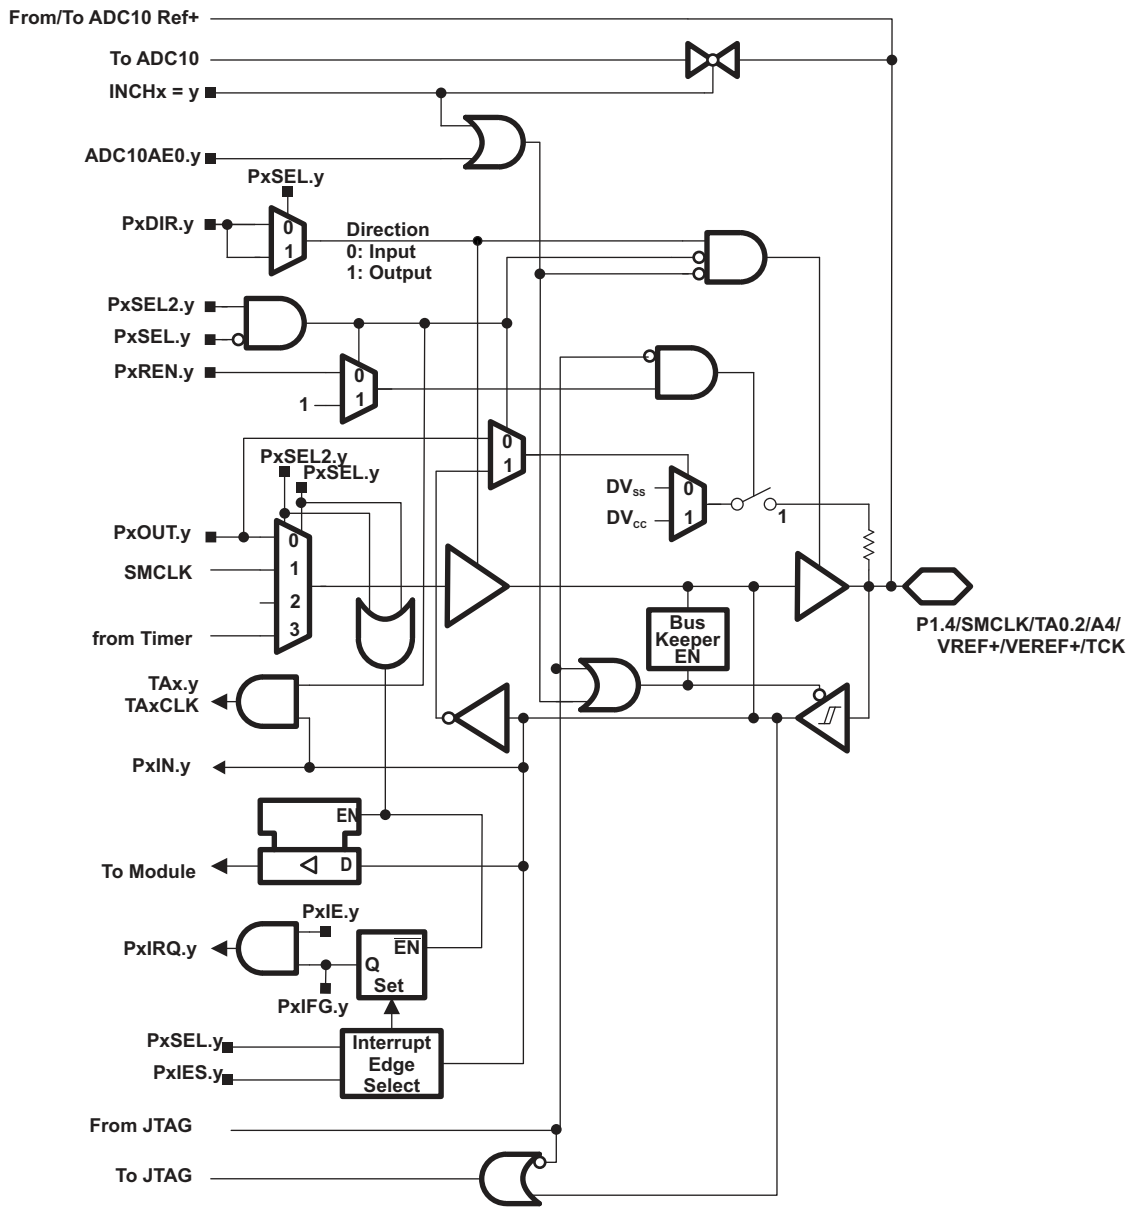 From/To ADC10 Ref+
To ADC10
INCHx = y
ADC10AE0.y
PxSEL.y
PxDIR.y
0
1
Direction
0: Input
1: Output
PxSEL2.y
PxSEL.y
PxREN.y
0
1
1
0
1
PxSEL2.y
PxSEL.y
DVSS
0
DVCC
1
1
PxOUT.y
0
SMCLK
1
2
from Timer
3
Bus
Keeper
EN
P1.4/SMCLK/TA0.2/A4/
VREF+/VEREF+/TCK
TAx.y
TAxCLK
PxIN.y
EN
To Module
D
PxIE.y
PxIRQ.y
EN
Q
Set
PxIFG.y
PxSEL.y
PxIES.y
Interrupt
Edge
Select
From JTAG
To JTAG